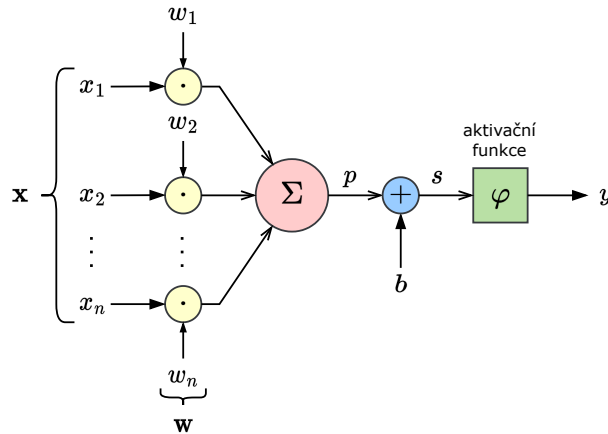 w₁
x₁
·
w₂
aktivační
funkce
x
x₂
·
Σ
p
+
s
φ
y
⋮
⋮
b
xₙ
·
wₙ
w